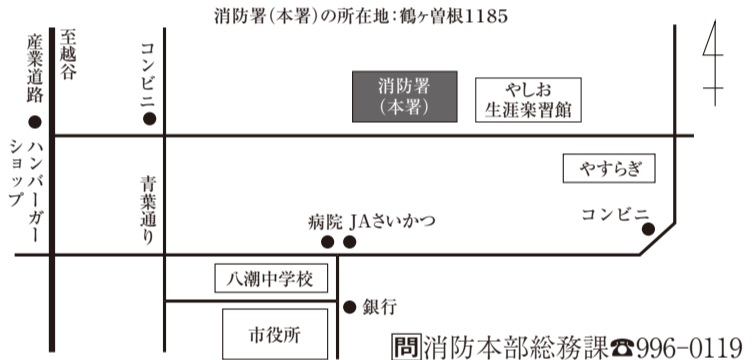 消防署（本署）の所在地：鶴ヶ曽根1185
至越谷
産業道路
コンビニ
消防署
（本署）
やしお
生涯楽習館
ハンバーガー
ショップ
やすらぎ
青葉通り
コンビニ
病院 JAさいかつ
八潮中学校
銀行
市役所
問消防本部総務課☎996-0119